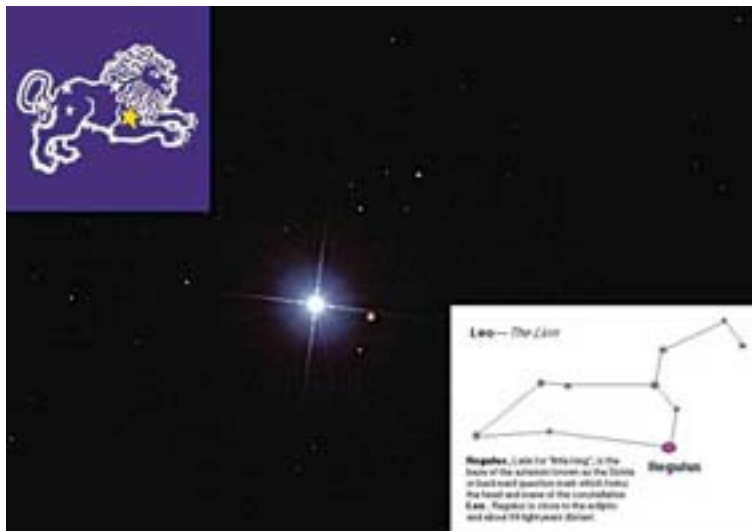 Leo — The Lion
Regulus
Regulus, Latin for "little king", is the
base of the asterism known as the Sickle
or backward question mark which forms
the head and mane of the constellation
Leo. Regulus is close to the ecliptic
and about 79 light years distant.